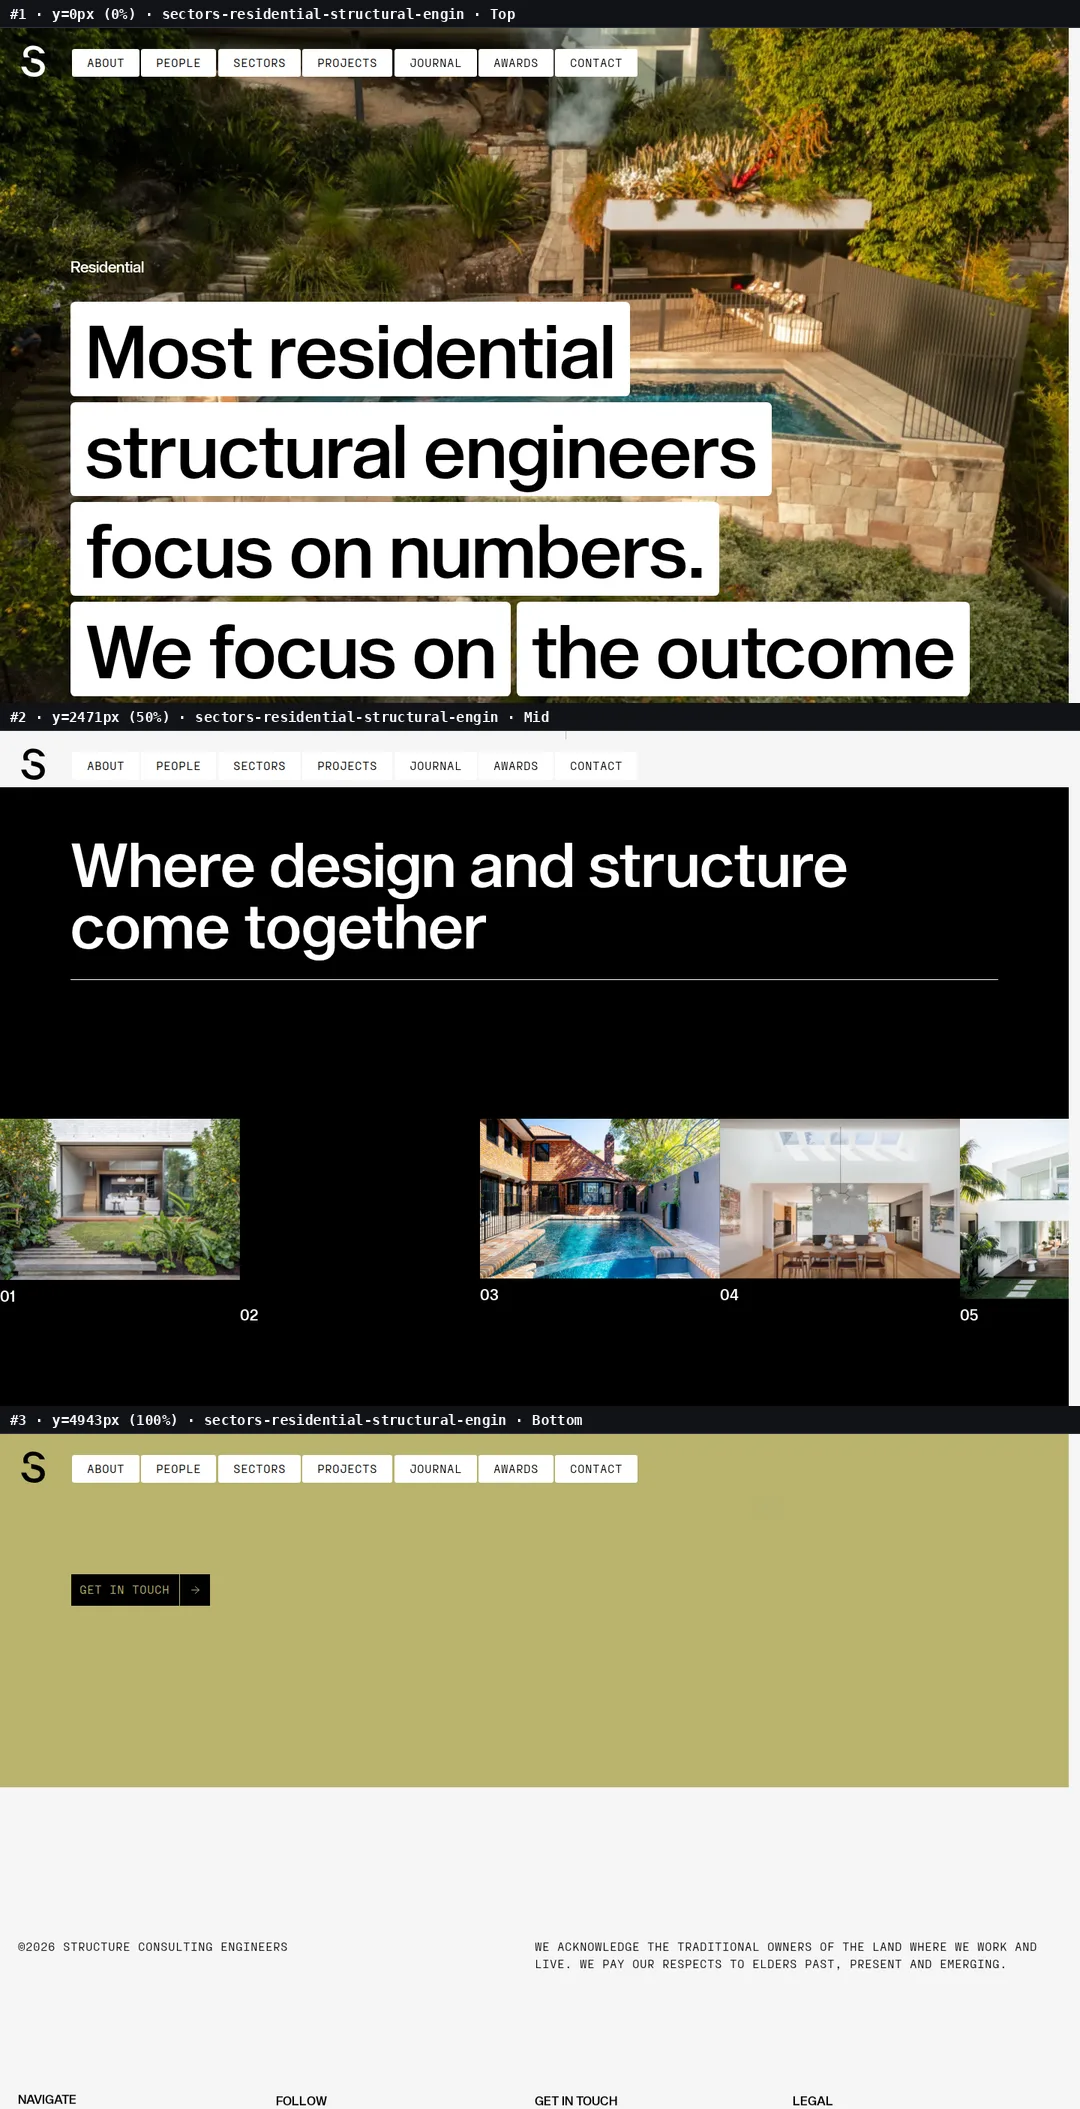 #1 · y=0px (0%) · sectors-residential-structural-engin · Top
S
ABOUT PEOPLE SECTORS PROJECTS JOURNAL AWARDS CONTACT
Residential
Most residential
structural engineers
focus on numbers.
We focus on the outcome
#2 · y=2471px (50%) · sectors-residential-structural-engin · Mid
S
ABOUT PEOPLE SECTORS PROJECTS JOURNAL AWARDS CONTACT
Where design and structure
come together
01
02
03
04
05
#3 · y=4943px (100%) · sectors-residential-structural-engin · Bottom
S
ABOUT PEOPLE SECTORS PROJECTS JOURNAL AWARDS CONTACT
GET IN TOUCH →
©2026 STRUCTURE CONSULTING ENGINEERS
WE ACKNOWLEDGE THE TRADITIONAL OWNERS OF THE LAND WHERE WE WORK AND
LIVE. WE PAY OUR RESPECTS TO ELDERS PAST, PRESENT AND EMERGING.
NAVIGATE
FOLLOW
GET IN TOUCH
LEGAL